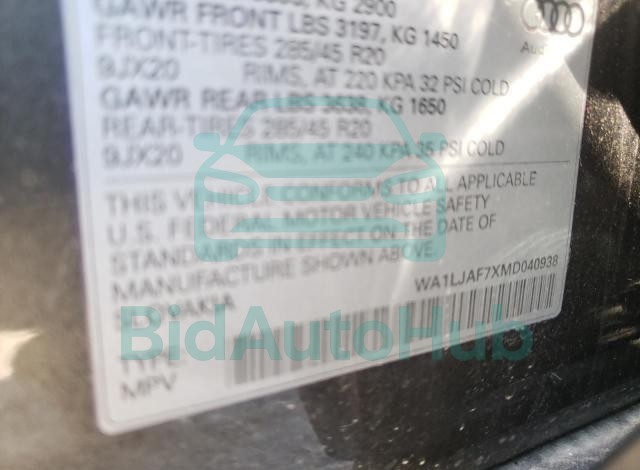 KG 2900
GAWR FRONT LBS 3197, KG 1450
FRONT-TIRES 285/45 R20
9JX20 RIMS, AT 220 KPA 32 PSI COLD
GAWR REAR LBS 3638, KG 1650
REAR-TIRES 285/45 R20
9JX20 RIMS, AT 240 KPA 35 PSI COLD
Audi
THIS VEHICLE CONFORMS TO ALL APPLICABLE
U.S. FEDERAL MOTOR VEHICLE SAFETY
STANDARDS IN EFFECT ON THE DATE OF
MANUFACTURE SHOWN ABOVE.
SLOVAKIA
WA1LJAF7XMD040938
TYPE:
MPV
BidAutoHub